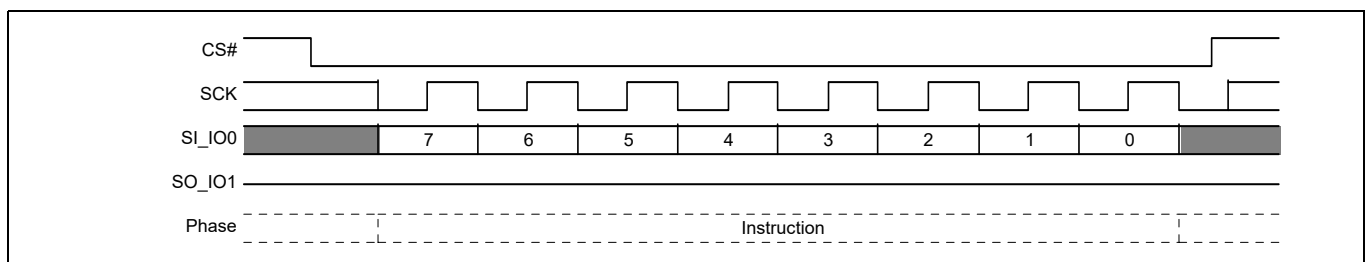 CS#
SCK
SI_IO0 7 6 5 4 3 2 1 0
SO_IO1
Phase Instruction